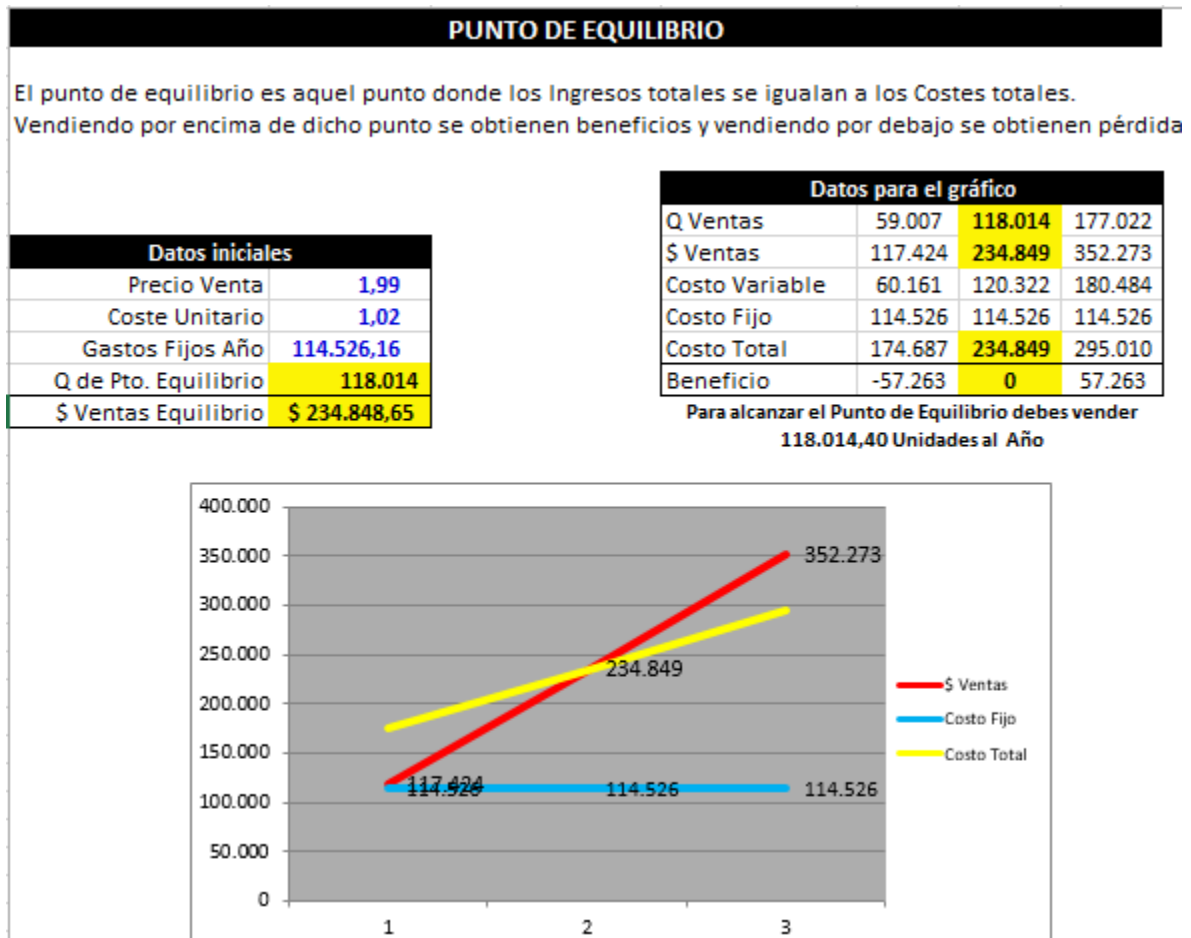 PUNTO DE EQUILIBRIO
El punto de equilibrio es aquel punto donde los Ingresos totales se igualan a los Costes totales.
Vendiendo por encima de dicho punto se obtienen beneficios y vendiendo por debajo se obtienen pérdida
Datos iniciales
Precio Venta 1,99
Coste Unitario 1,02
Gastos Fijos Año 114.526,16
Q de Pto. Equilibrio 118.014
$ Ventas Equilibrio $ 234.848,65
Datos para el gráfico
Q Ventas 59.007 118.014 177.022
$ Ventas 117.424 234.849 352.273
Costo Variable 60.161 120.322 180.484
Costo Fijo 114.526 114.526 114.526
Costo Total 174.687 234.849 295.010
Beneficio -57.263 0 57.263
Para alcanzar el Punto de Equilibrio debes vender
118.014,40 Unidades al Año
400.000
350.000
300.000
250.000
200.000
150.000
100.000
50.000
0
352.273
234.849
117.424
114.526
114.526
114.526
1 2 3
$ Ventas
Costo Fijo
Costo Total